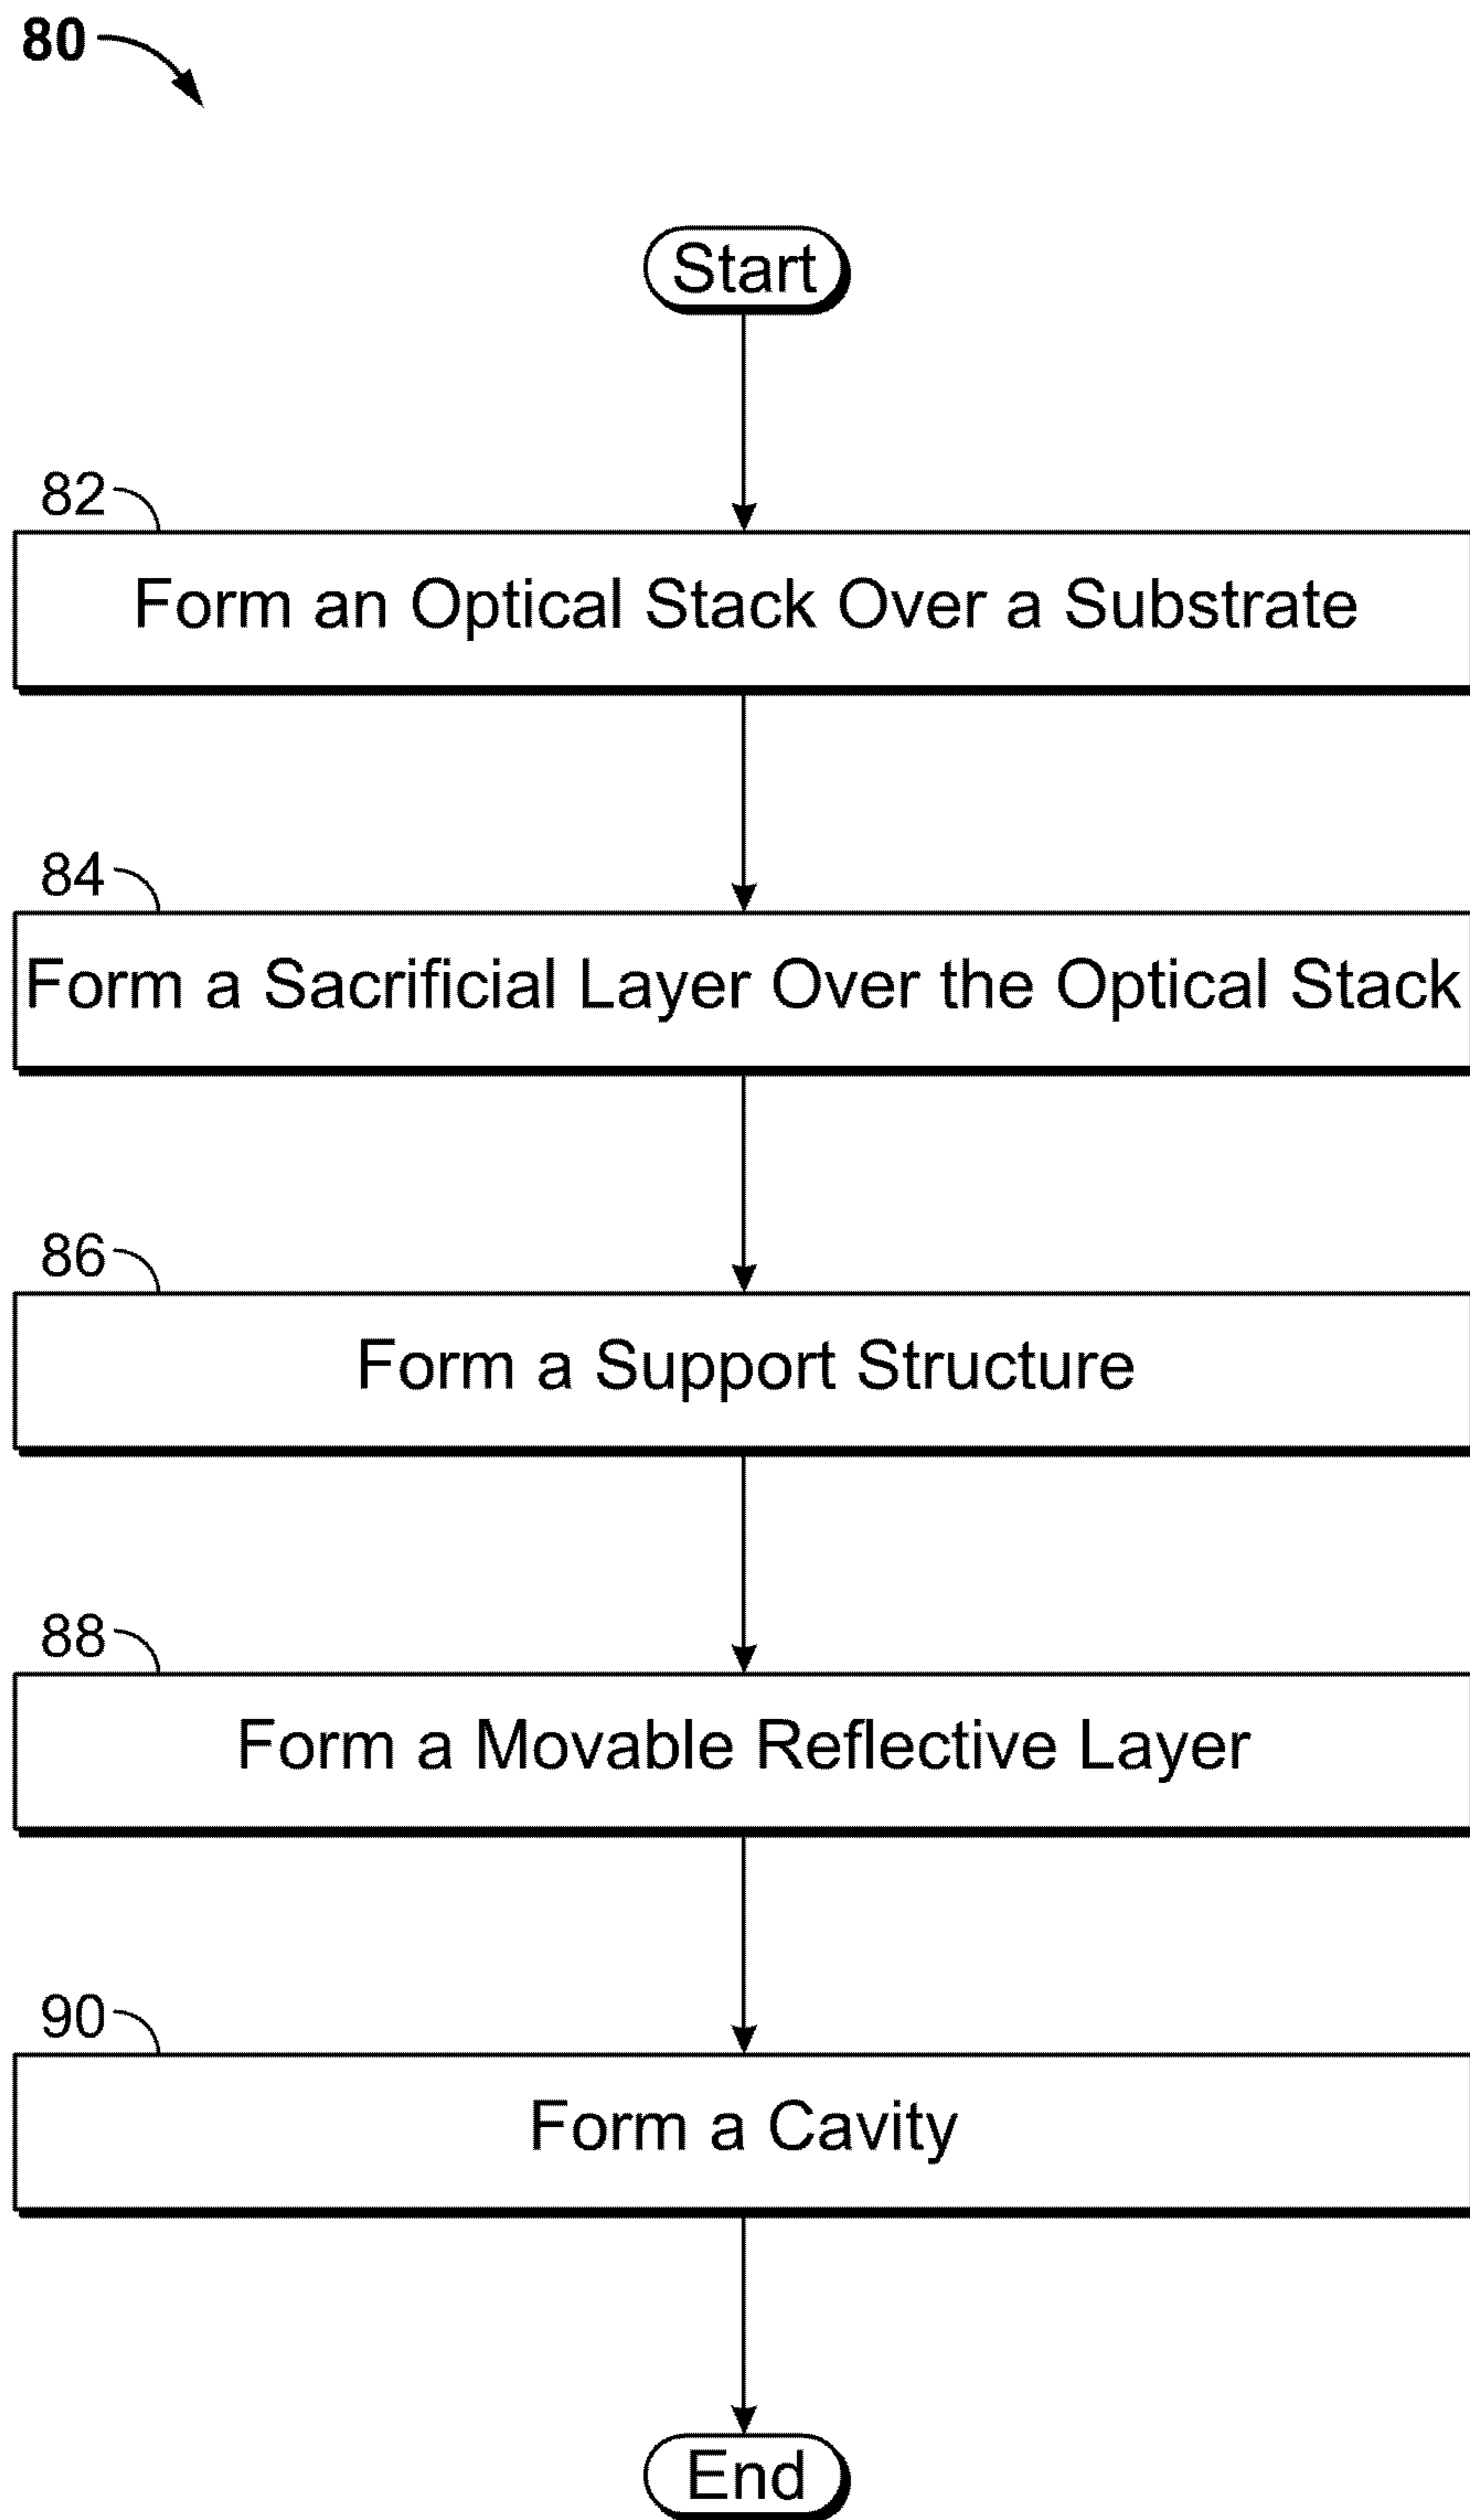 80
Start
82
Form an Optical Stack Over a Substrate
84
Form a Sacrificial Layer Over the Optical Stack
86
Form a Support Structure
88
Form a Movable Reflective Layer
90
Form a Cavity
End